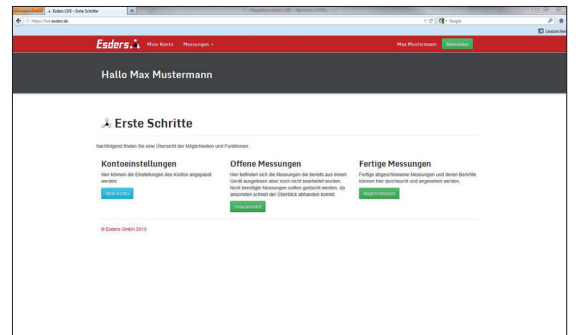 Esders LIVE - Erste Schritte
https://live.esders.de
Google
Lesezeichen
Esders Mein Konto Messungen Max Mustermann Abmelden
Hallo Max Mustermann
Erste Schritte
Nachfolgend finden Sie eine Übersicht der Möglichkeiten und Funktionen:
Kontoeinstellungen
Hier können die Einstellungen des Kontos angepasst
werden.
Mein Konto
Offene Messungen
Hier befinden sich die Messungen die bereits aus einem
Gerät ausgelesen aber noch nicht bearbeitet wurden.
Nicht benötigte Messungen sollten gelöscht werden, da
ansonsten schnell der Überblick abhanden kommt.
Unbearbeitet
Fertige Messungen
Fertige abgeschlossene Messungen und deren Berichte
können hier durchsucht und angesehen werden.
Abgeschlossen
© Esders GmbH 2013